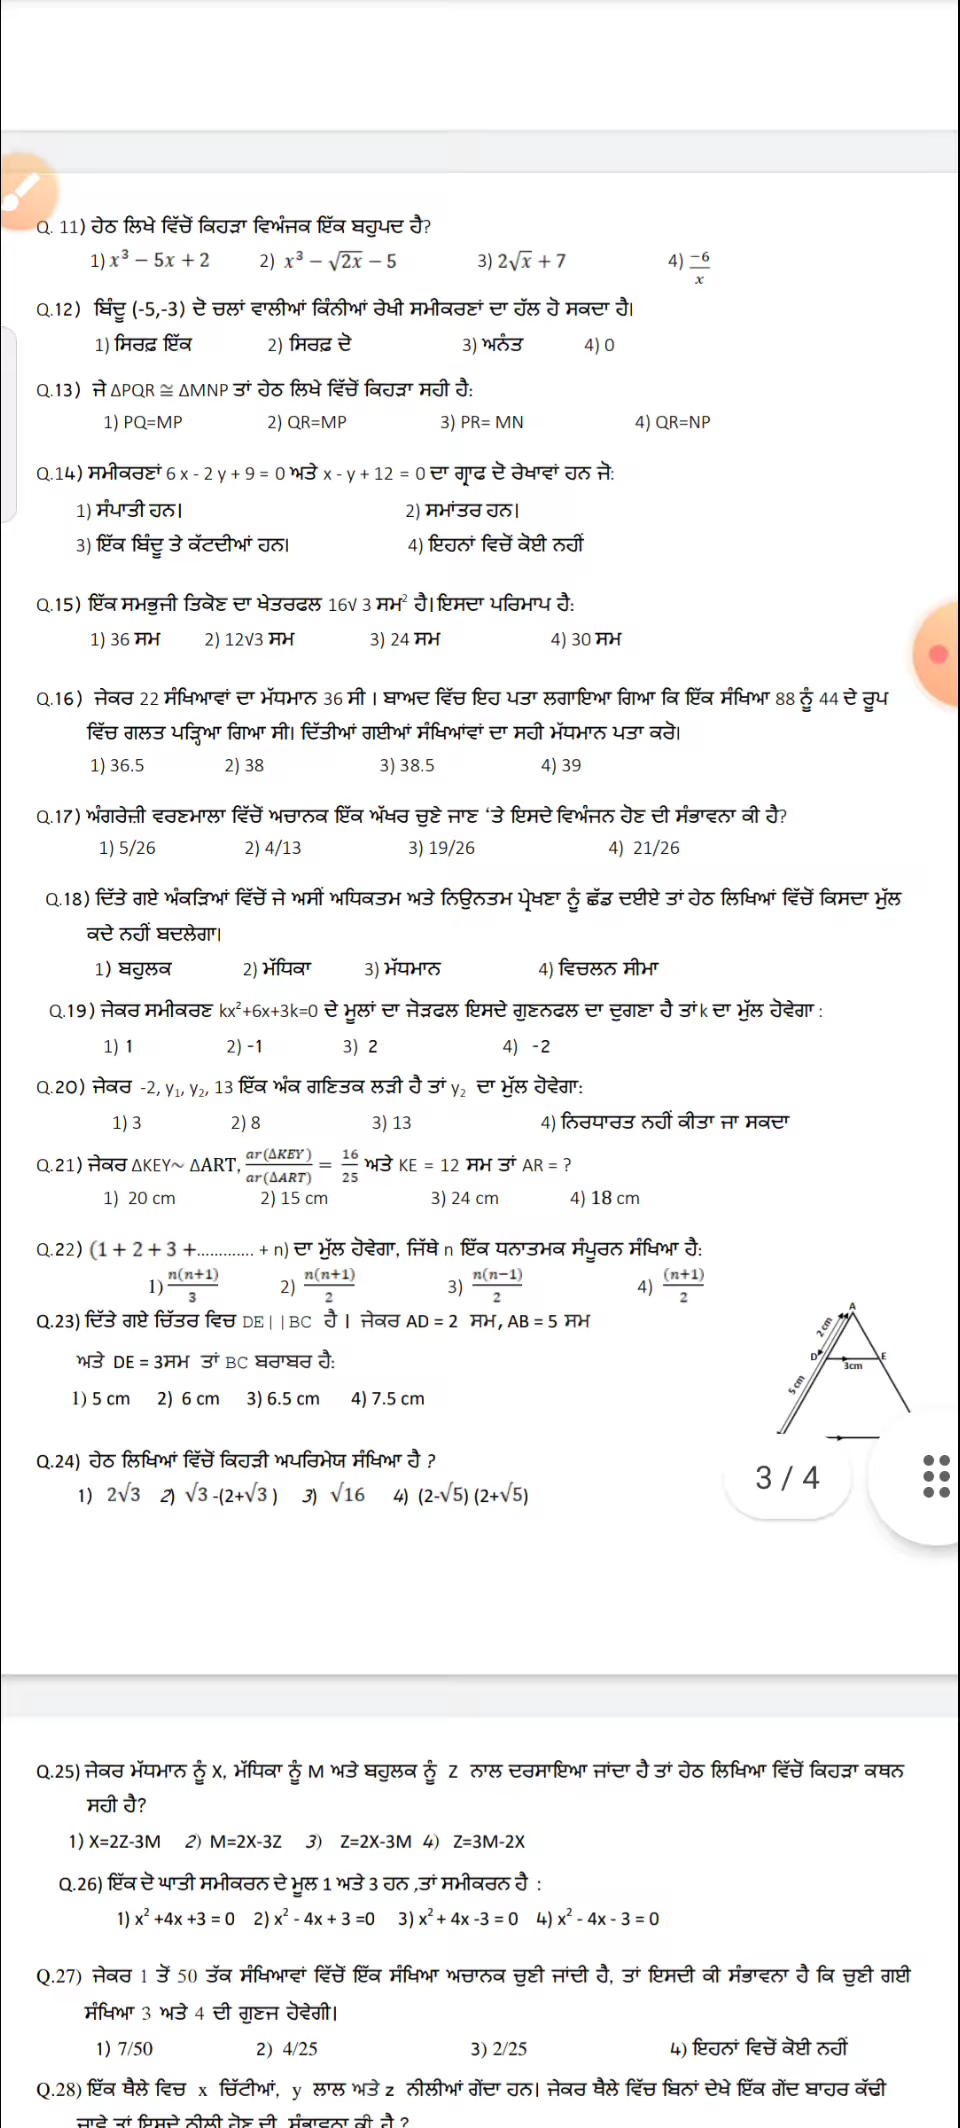 Q. 11) ਹੇਠ ਲਿਖੇ ਵਿੱਚੋਂ ਕਿਹੜਾ ਵਿਅੰਜਕ ਇੱਕ ਬਹੁਪਦ ਹੈ?
1) x³ − 5x + 2 2) x³ − √2x − 5 3) 2√x + 7 4) −6/x
Q.12) ਬਿੰਦੂ (-5,-3) ਦੋ ਚਲਾਂ ਵਾਲੀਆਂ ਕਿੰਨੀਆਂ ਰੇਖੀ ਸਮੀਕਰਣਾਂ ਦਾ ਹੱਲ ਹੋ ਸਕਦਾ ਹੈ।
1) ਸਿਰਫ਼ ਇੱਕ 2) ਸਿਰਫ਼ ਦੋ 3) ਅਨੰਤ 4) 0
Q.13) ਜੇ ΔPQR ≅ ΔMNP ਤਾਂ ਹੇਠ ਲਿਖੇ ਵਿੱਚੋਂ ਕਿਹੜਾ ਸਹੀ ਹੈ:
1) PQ=MP 2) QR=MP 3) PR= MN 4) QR=NP
Q.14) ਸਮੀਕਰਣਾਂ 6 x - 2 y + 9 = 0 ਅਤੇ x - y + 12 = 0 ਦਾ ਗ੍ਰਾਫ ਦੋ ਰੇਖਾਵਾਂ ਹਨ ਜੋ:
1) ਸੰਪਾਤੀ ਹਨ। 2) ਸਮਾਂਤਰ ਹਨ।
3) ਇੱਕ ਬਿੰਦੂ ਤੇ ਕੱਟਦੀਆਂ ਹਨ। 4) ਇਹਨਾਂ ਵਿਚੋਂ ਕੋਈ ਨਹੀਂ
Q.15) ਇੱਕ ਸਮਭੁਜੀ ਤਿਕੋਣ ਦਾ ਖੇਤਰਫਲ 16√ 3 ਸਮ² ਹੈ।ਇਸਦਾ ਪਰਿਮਾਪ ਹੈ:
1) 36 ਸਮ 2) 12√3 ਸਮ 3) 24 ਸਮ 4) 30 ਸਮ
Q.16) ਜੇਕਰ 22 ਸੰਖਿਆਵਾਂ ਦਾ ਮੱਧਮਾਨ 36 ਸੀ । ਬਾਅਦ ਵਿੱਚ ਇਹ ਪਤਾ ਲਗਾਇਆ ਗਿਆ ਕਿ ਇੱਕ ਸੰਖਿਆ 88 ਨੂੰ 44 ਦੇ ਰੂਪ
ਵਿੱਚ ਗਲਤ ਪੜ੍ਹਿਆ ਗਿਆ ਸੀ। ਦਿੱਤੀਆਂ ਗਈਆਂ ਸੰਖਿਆਂਵਾਂ ਦਾ ਸਹੀ ਮੱਧਮਾਨ ਪਤਾ ਕਰੋ।
1) 36.5 2) 38 3) 38.5 4) 39
Q.17) ਅੰਗਰੇਜ਼ੀ ਵਰਣਮਾਲਾ ਵਿੱਚੋਂ ਅਚਾਨਕ ਇੱਕ ਅੱਖਰ ਚੁਣੇ ਜਾਣ ‘ਤੇ ਇਸਦੇ ਵਿਅੰਜਨ ਹੋਣ ਦੀ ਸੰਭਾਵਨਾ ਕੀ ਹੈ?
1) 5/26 2) 4/13 3) 19/26 4) 21/26
Q.18) ਦਿੱਤੇ ਗਏ ਅੰਕੜਿਆਂ ਵਿੱਚੋਂ ਜੇ ਅਸੀਂ ਅਧਿਕਤਮ ਅਤੇ ਨਿਊਨਤਮ ਪ੍ਰੇਖਣਾ ਨੂੰ ਛੱਡ ਦਈਏ ਤਾਂ ਹੇਠ ਲਿਖਿਆਂ ਵਿੱਚੋਂ ਕਿਸਦਾ ਮੁੱਲ
ਕਦੇ ਨਹੀਂ ਬਦਲੇਗਾ।
1) ਬਹੁਲਕ 2) ਮੱਧਿਕਾ 3) ਮੱਧਮਾਨ 4) ਵਿਚਲਨ ਸੀਮਾ
Q.19) ਜੇਕਰ ਸਮੀਕਰਣ kx²+6x+3k=0 ਦੇ ਮੂਲਾਂ ਦਾ ਜੋੜਫਲ ਇਸਦੇ ਗੁਣਨਫਲ ਦਾ ਦੁਗਣਾ ਹੈ ਤਾਂ k ਦਾ ਮੁੱਲ ਹੋਵੇਗਾ :
1) 1 2) -1 3) 2 4) -2
Q.20) ਜੇਕਰ -2, y₁, y₂, 13 ਇੱਕ ਅੰਕ ਗਣਿਤਕ ਲੜੀ ਹੈ ਤਾਂ y₂ ਦਾ ਮੁੱਲ ਹੋਵੇਗਾ:
1) 3 2) 8 3) 13 4) ਨਿਰਧਾਰਤ ਨਹੀਂ ਕੀਤਾ ਜਾ ਸਕਦਾ
Q.21) ਜੇਕਰ ΔKEY~ ΔART, ar(ΔKEY)/ar(ΔART) = 16/25 ਅਤੇ KE = 12 ਸਮ ਤਾਂ AR = ?
1) 20 cm 2) 15 cm 3) 24 cm 4) 18 cm
Q.22) (1 + 2 + 3 +............. + n) ਦਾ ਮੁੱਲ ਹੋਵੇਗਾ, ਜਿੱਥੇ n ਇੱਕ ਧਨਾਤਮਕ ਸੰਪੂਰਨ ਸੰਖਿਆ ਹੈ:
1) n(n+1)/3 2) n(n+1)/2 3) n(n−1)/2 4) (n+1)/2
Q.23) ਦਿੱਤੇ ਗਏ ਚਿੱਤਰ ਵਿਚ DE||BC ਹੈ । ਜੇਕਰ AD = 2 ਸਮ, AB = 5 ਸਮ
ਅਤੇ DE = 3ਸਮ ਤਾਂ BC ਬਰਾਬਰ ਹੈ:
1) 5 cm 2) 6 cm 3) 6.5 cm 4) 7.5 cm
A
2 cm
D
E
3cm
5 cm
Q.24) ਹੇਠ ਲਿਖਿਆਂ ਵਿੱਚੋਂ ਕਿਹੜੀ ਅਪਰਿਮੇਯ ਸੰਖਿਆ ਹੈ ?
1) 2√3 2) √3 -(2+√3 ) 3) √16 4) (2-√5) (2+√5)
3 / 4
Q.25) ਜੇਕਰ ਮੱਧਮਾਨ ਨੂੰ X, ਮੱਧਿਕਾ ਨੂੰ M ਅਤੇ ਬਹੁਲਕ ਨੂੰ Z ਨਾਲ ਦਰਸਾਇਆ ਜਾਂਦਾ ਹੈ ਤਾਂ ਹੇਠ ਲਿਖਿਆ ਵਿੱਚੋਂ ਕਿਹੜਾ ਕਥਨ
ਸਹੀ ਹੈ?
1) X=2Z-3M 2) M=2X-3Z 3) Z=2X-3M 4) Z=3M-2X
Q.26) ਇੱਕ ਦੋ ਘਾਤੀ ਸਮੀਕਰਨ ਦੇ ਮੂਲ 1 ਅਤੇ 3 ਹਨ ,ਤਾਂ ਸਮੀਕਰਨ ਹੈ :
1) x² +4x +3 = 0 2) x² - 4x + 3 =0 3) x² + 4x -3 = 0 4) x² - 4x - 3 = 0
Q.27) ਜੇਕਰ 1 ਤੋਂ 50 ਤੱਕ ਸੰਖਿਆਵਾਂ ਵਿੱਚੋਂ ਇੱਕ ਸੰਖਿਆ ਅਚਾਨਕ ਚੁਣੀ ਜਾਂਦੀ ਹੈ, ਤਾਂ ਇਸਦੀ ਕੀ ਸੰਭਾਵਨਾ ਹੈ ਕਿ ਚੁਣੀ ਗਈ
ਸੰਖਿਆ 3 ਅਤੇ 4 ਦੀ ਗੁਣਜ ਹੋਵੇਗੀ।
1) 7/50 2) 4/25 3) 2/25 4) ਇਹਨਾਂ ਵਿਚੋਂ ਕੋਈ ਨਹੀਂ
Q.28) ਇੱਕ ਥੈਲੇ ਵਿਚ x ਚਿੱਟੀਆਂ, y ਲਾਲ ਅਤੇ z ਨੀਲੀਆਂ ਗੇਂਦਾ ਹਨ। ਜੇਕਰ ਥੈਲੇ ਵਿੱਚ ਬਿਨਾਂ ਦੇਖੇ ਇੱਕ ਗੇਂਦ ਬਾਹਰ ਕੱਢੀ
ਜਾਵੇ ਤਾਂ ਇਸਦੇ ਨੀਲੀ ਹੋਣ ਦੀ ਸੰਭਾਵਨਾ ਕੀ ਹੈ ?